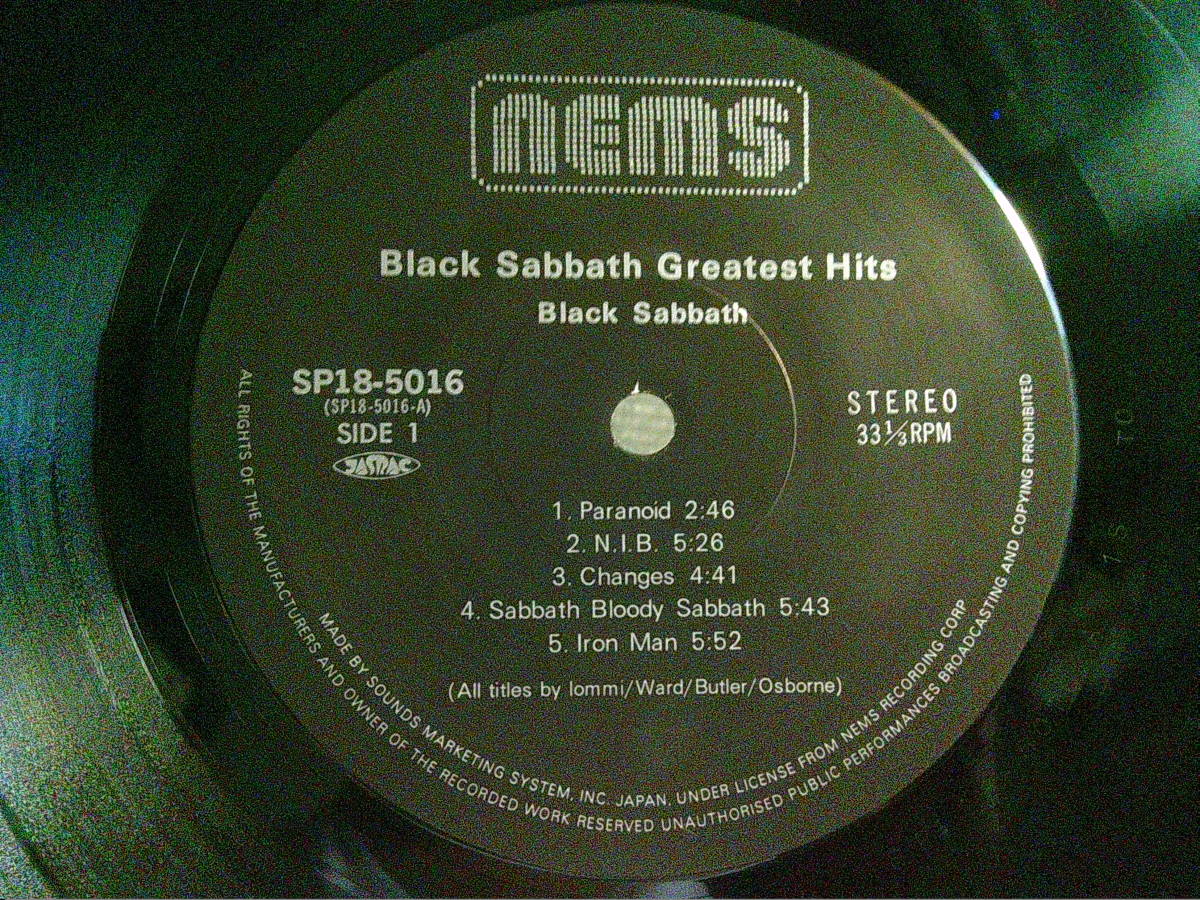 nems
Black Sabbath Greatest Hits
Black Sabbath
SP18-5016
(SP18-5016-A)
SIDE 1
JASRAC
STEREO
33⅓RPM
1. Paranoid 2:46
2. N.I.B. 5:26
3. Changes 4:41
4. Sabbath Bloody Sabbath 5:43
5. Iron Man 5:52
(All titles by Iommi/Ward/Butler/Osborne)
MADE BY SOUNDS MARKETING SYSTEM, INC. JAPAN, UNDER LICENSE FROM NEMS RECORDING CORP
ALL RIGHTS OF THE MANUFACTURERS AND OWNER OF THE RECORDED WORK RESERVED UNAUTHORISED PUBLIC PERFORMANCES BROADCASTING AND COPYING PROHIBITED